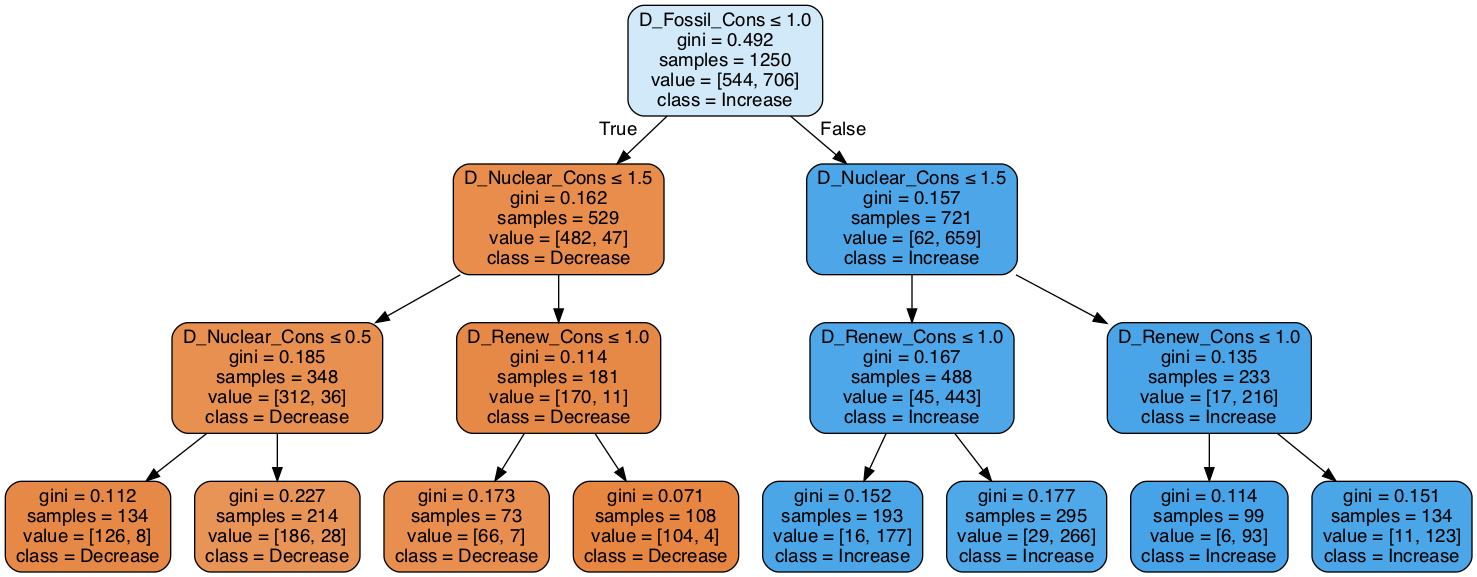 D_Fossil_Cons ≤ 1.0
gini = 0.492
samples = 1250
value = [544, 706]
class = Increase
True
False
D_Nuclear_Cons ≤ 1.5
gini = 0.162
samples = 529
value = [482, 47]
class = Decrease
D_Nuclear_Cons ≤ 1.5
gini = 0.157
samples = 721
value = [62, 659]
class = Increase
D_Nuclear_Cons ≤ 0.5
gini = 0.185
samples = 348
value = [312, 36]
class = Decrease
D_Renew_Cons ≤ 1.0
gini = 0.114
samples = 181
value = [170, 11]
class = Decrease
D_Renew_Cons ≤ 1.0
gini = 0.167
samples = 488
value = [45, 443]
class = Increase
D_Renew_Cons ≤ 1.0
gini = 0.135
samples = 233
value = [17, 216]
class = Increase
gini = 0.112
samples = 134
value = [126, 8]
class = Decrease
gini = 0.227
samples = 214
value = [186, 28]
class = Decrease
gini = 0.173
samples = 73
value = [66, 7]
class = Decrease
gini = 0.071
samples = 108
value = [104, 4]
class = Decrease
gini = 0.152
samples = 193
value = [16, 177]
class = Increase
gini = 0.177
samples = 295
value = [29, 266]
class = Increase
gini = 0.114
samples = 99
value = [6, 93]
class = Increase
gini = 0.151
samples = 134
value = [11, 123]
class = Increase